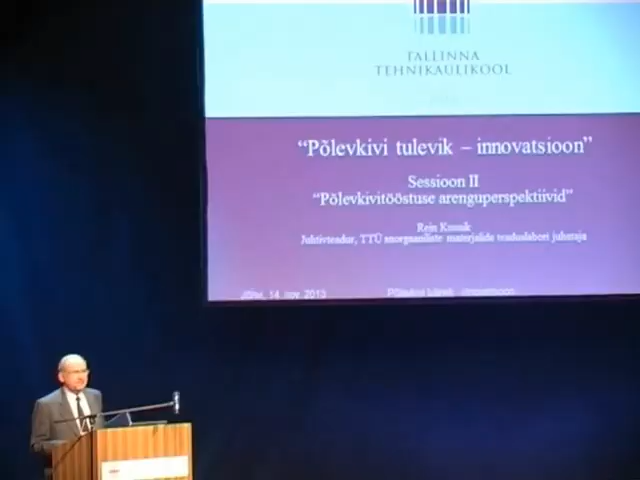 TALLINNA
TEHNIKAÜLIKOOL
“Põlevkivi tulevik – innovatsioon”
Sessioon II
“Põlevkivitööstuse arenguperspektiivid”
Rein
Juhtivteadur, TTÜ anorgaaniliste materjalide teaduslabori juhataja
Jõhvi, 14. nov. 2013
Põlevkivi tulevik - innovatsioon